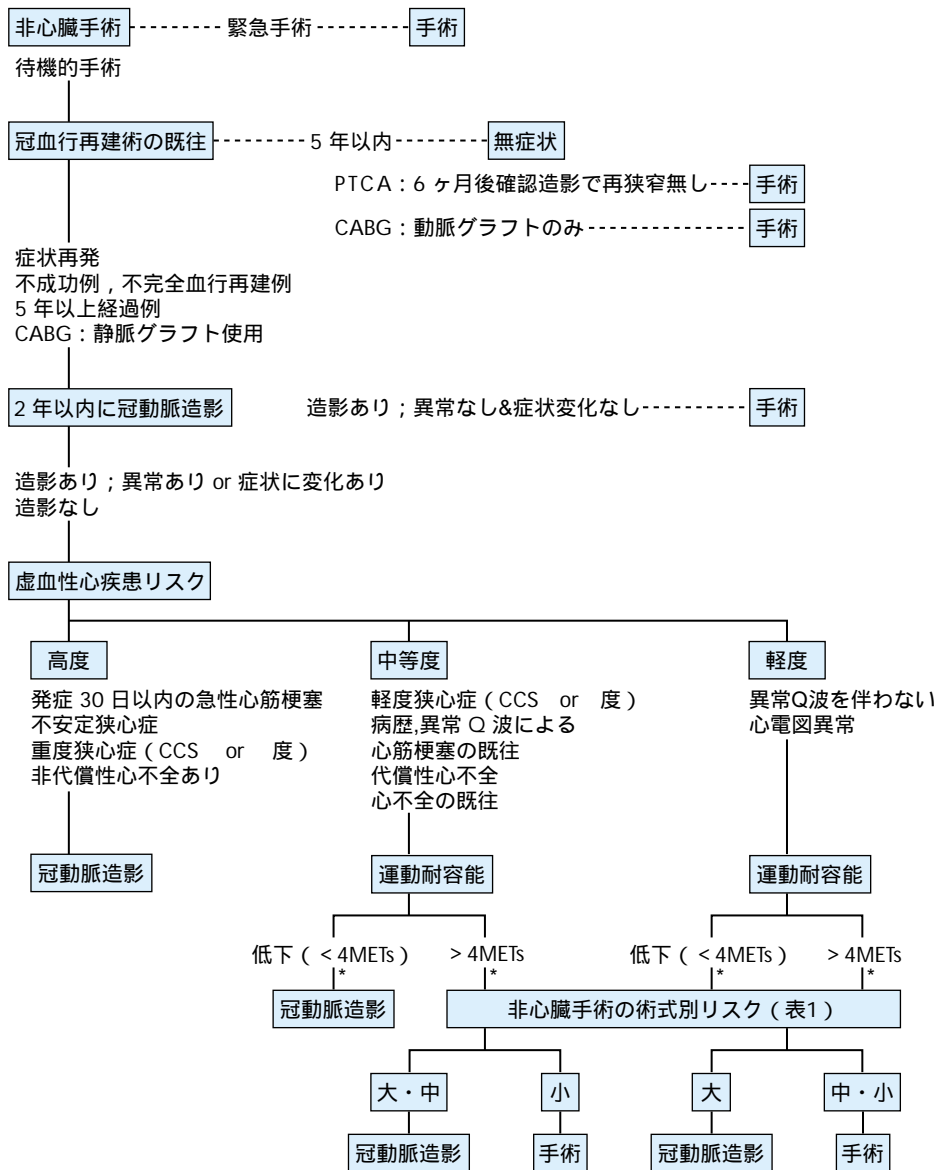 非心臓手術 緊急手術 手術
待機的手術
冠血行再建術の既往 5 年以内 無症状
PTCA：6 ヶ月後確認造影で再狭窄無し 手術
CABG：動脈グラフトのみ 手術
症状再発
不成功例，不完全血行再建例
5 年以上経過例
CABG：静脈グラフト使用
2 年以内に冠動脈造影 造影あり；異常なし&症状変化なし 手術
造影あり；異常あり or 症状に変化あり
造影なし
虚血性心疾患リスク
高度 中等度 軽度
発症 30 日以内の急性心筋梗塞
不安定狭心症
重度狭心症（CCS or 度）
非代償性心不全あり
軽度狭心症（CCS or 度）
病歴,異常 Q 波による
心筋梗塞の既往
代償性心不全
心不全の既往
異常Q波を伴わない
心電図異常
冠動脈造影 運動耐容能 運動耐容能
低下（＜4METs） ＞4METs 低下（＜4METs） ＞4METs
* * * *
冠動脈造影 非心臓手術の術式別リスク（表1）
大・中 小 大 中・小
冠動脈造影 手術 冠動脈造影 手術